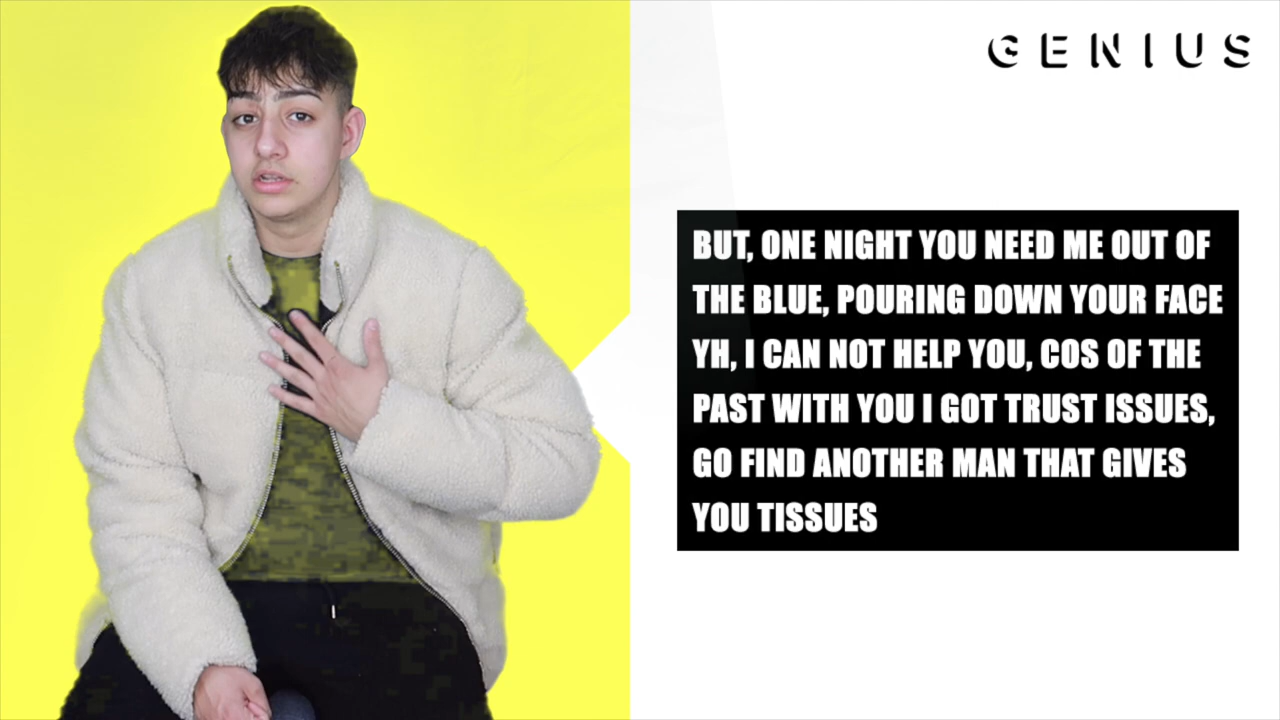 GENIUS
BUT, ONE NIGHT YOU NEED ME OUT OF
THE BLUE, POURING DOWN YOUR FACE
YH, I CAN NOT HELP YOU, COS OF THE
PAST WITH YOU I GOT TRUST ISSUES,
GO FIND ANOTHER MAN THAT GIVES
YOU TISSUES